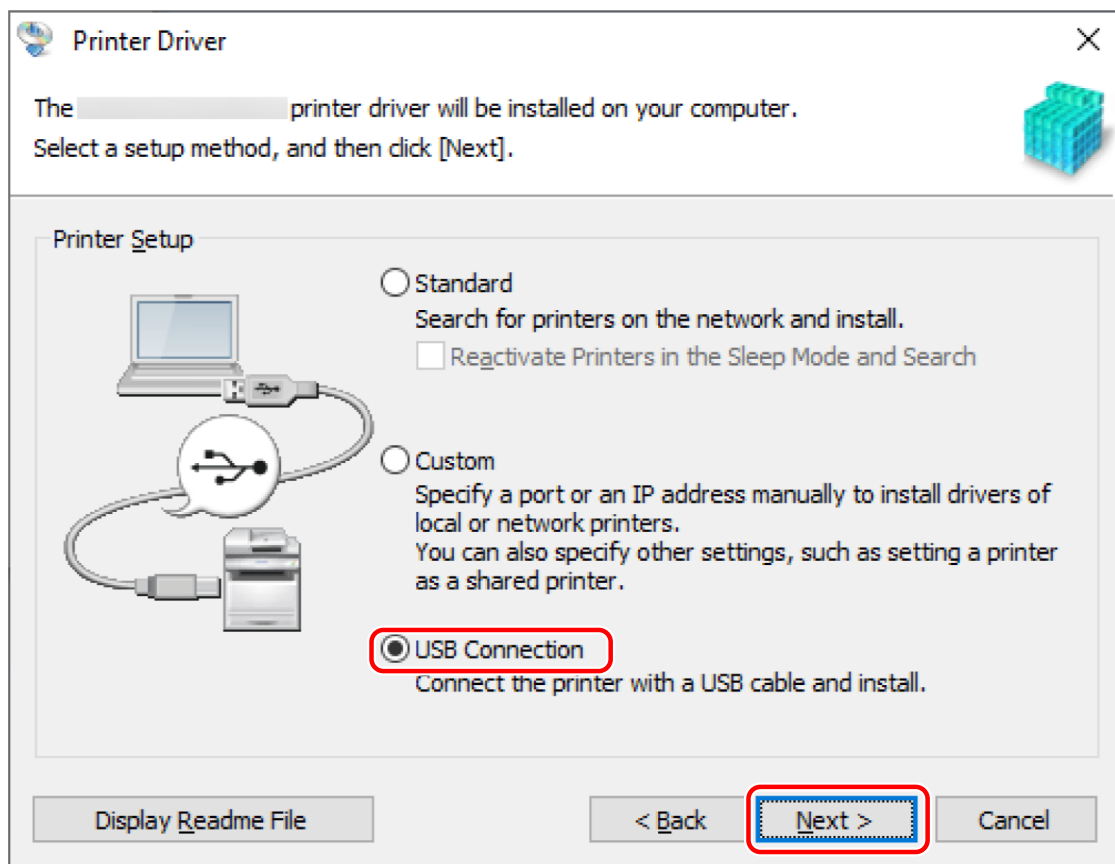 Printer Driver
The printer driver will be installed on your computer.
Select a setup method, and then click [Next].
Printer Setup
Standard
Search for printers on the network and install.
Reactivate Printers in the Sleep Mode and Search
Custom
Specify a port or an IP address manually to install drivers of
local or network printers.
You can also specify other settings, such as setting a printer
as a shared printer.
USB Connection
Connect the printer with a USB cable and install.
Display Readme File
< Back
Next >
Cancel